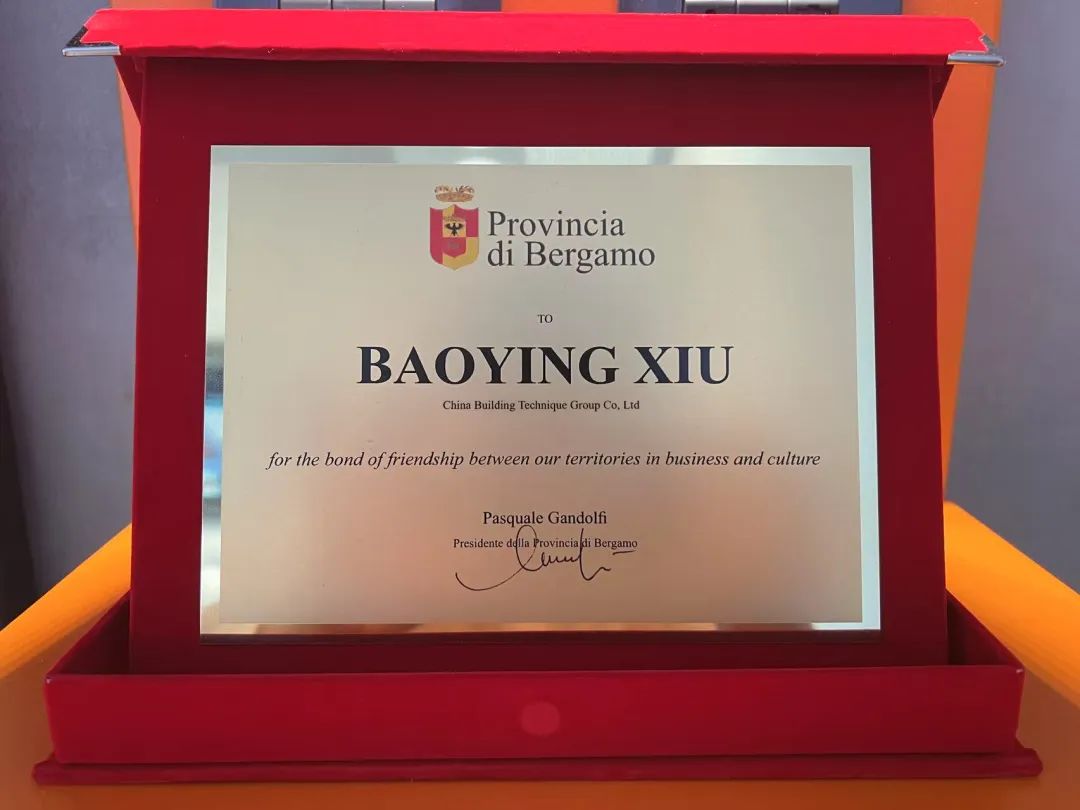 Provincia
di Bergamo
TO
BAOYING XIU
China Building Technique Group Co, Ltd
for the bond of friendship between our territories in business and culture
Pasquale Gandolfi
Presidente della Provincia di Bergamo